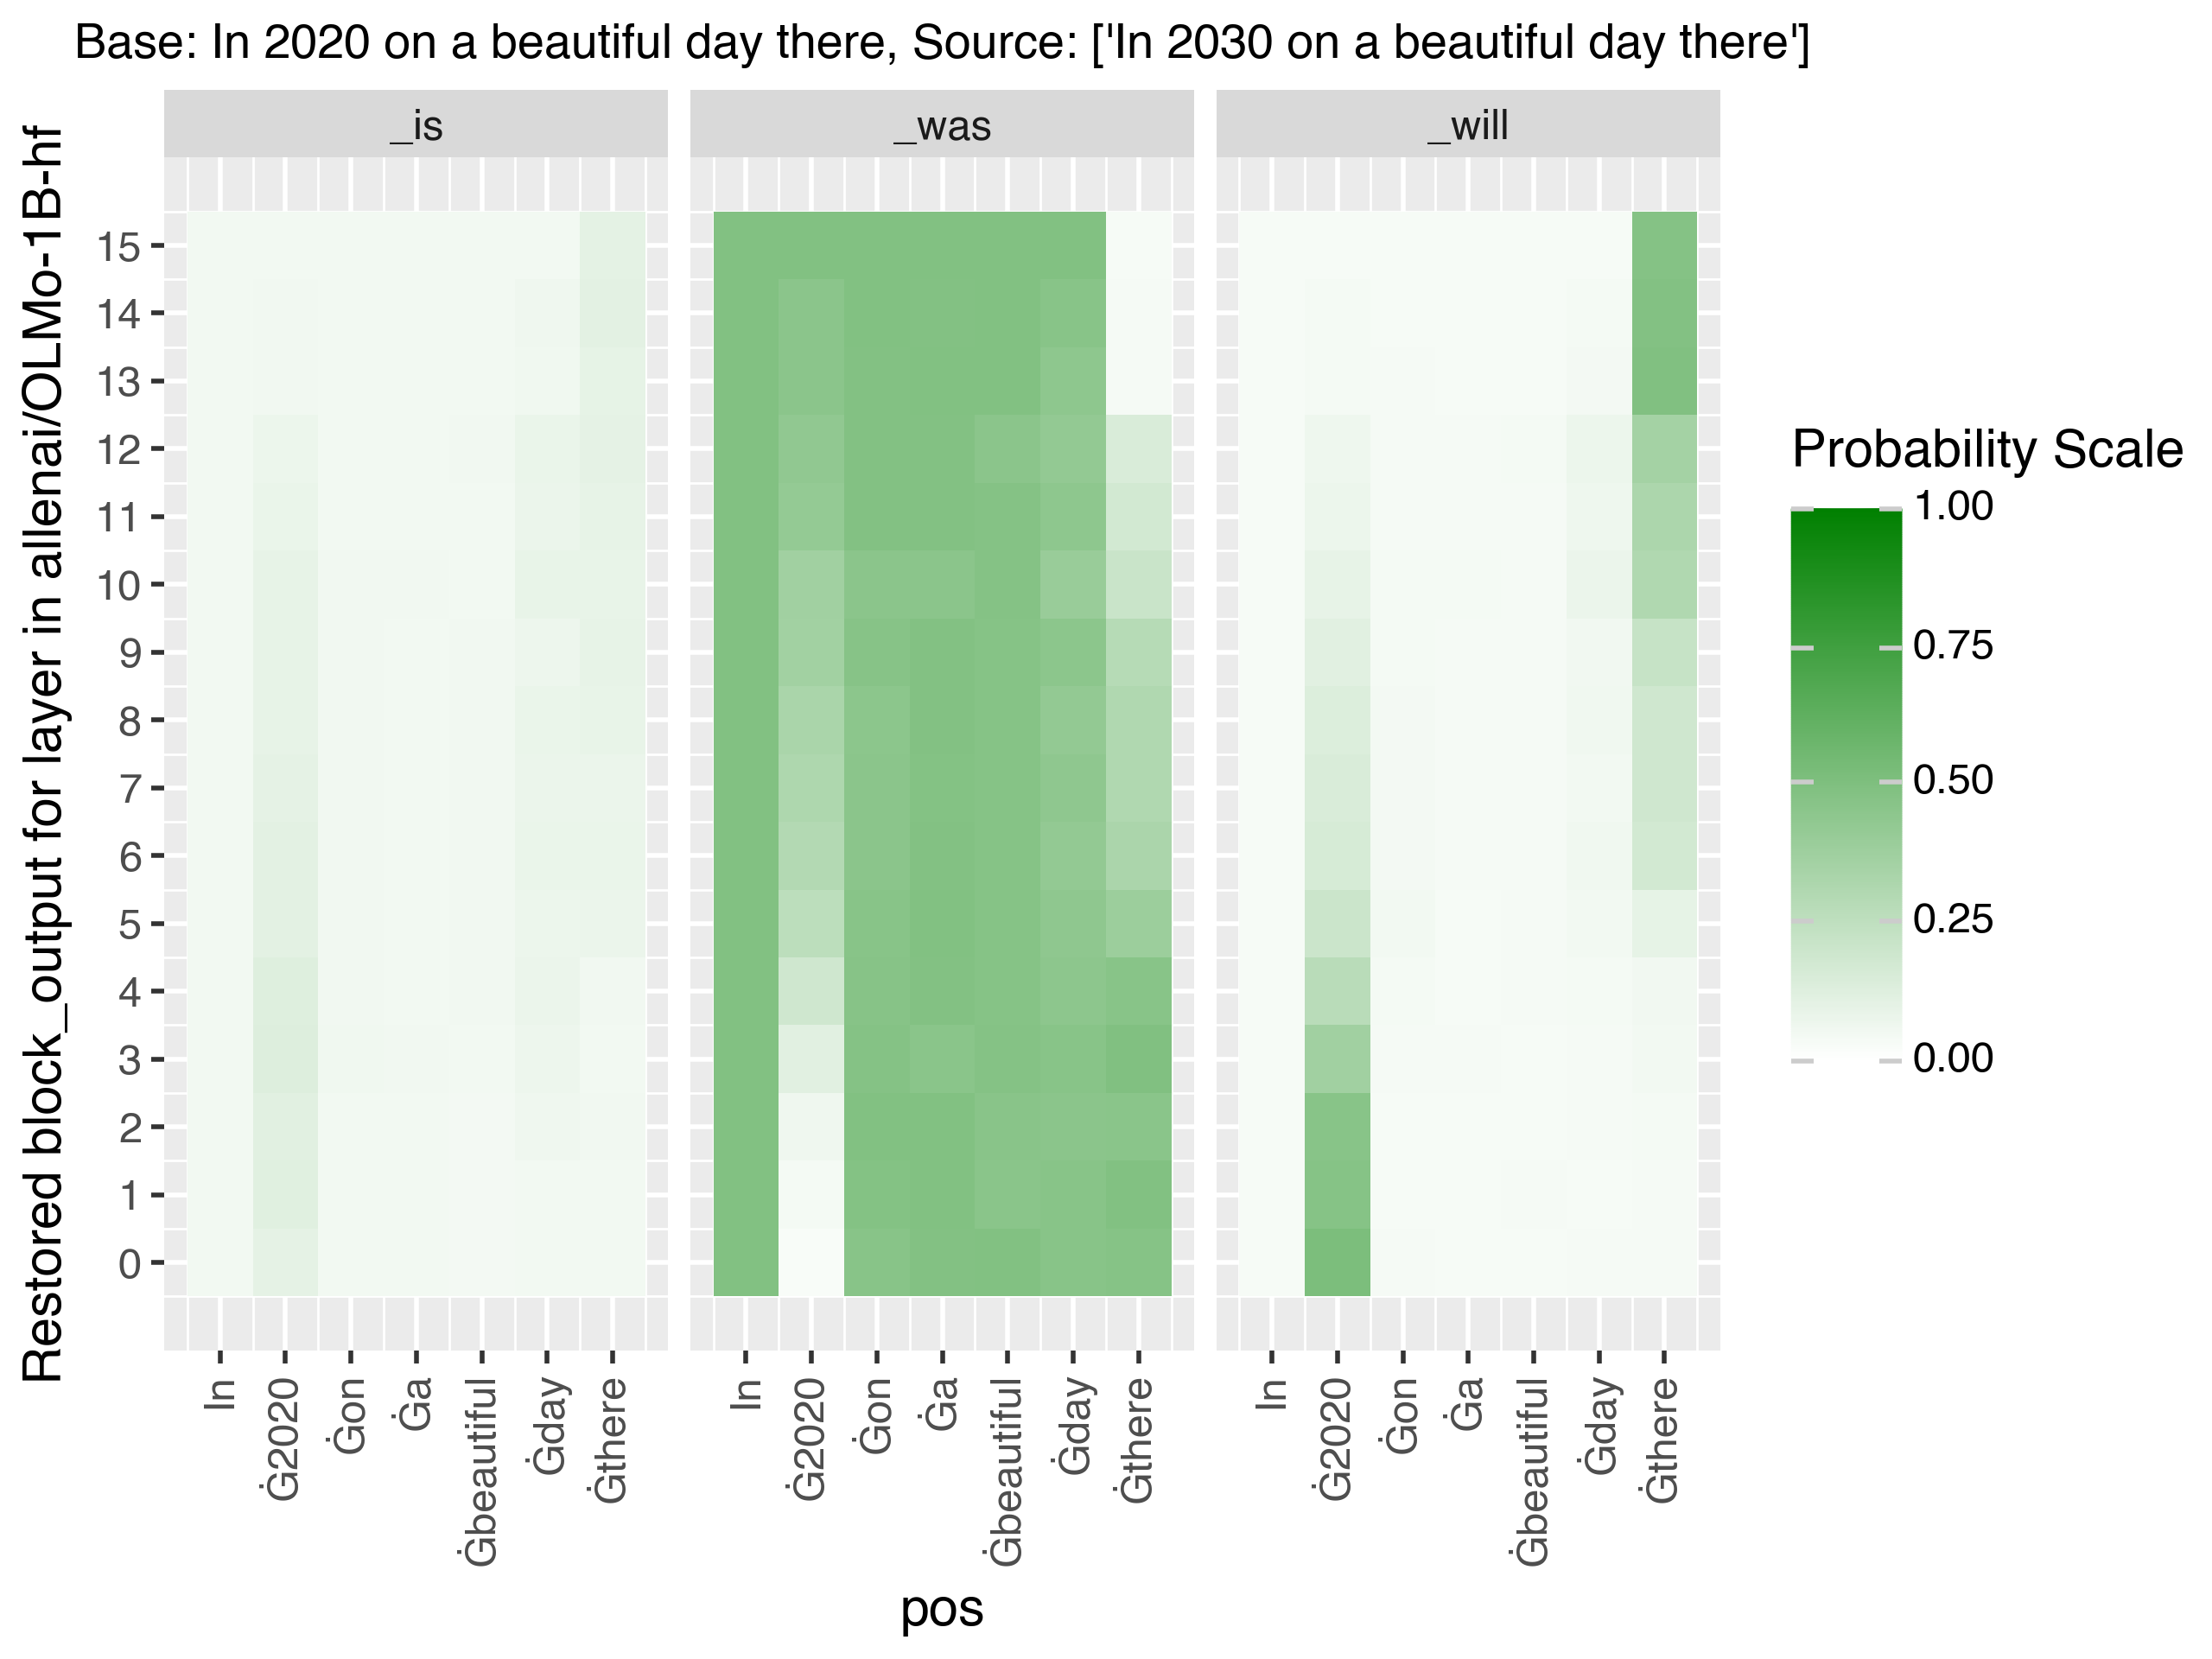 Base: In 2020 on a beautiful day there, Source: ['In 2030 on a beautiful day there']
_is
_was
_will
Restored block_output for layer in allenai/OLMo-1B-hf
15
14
13
12
11
10
9
8
7
6
5
4
3
2
1
0
In
Ġ2020
Ġon
Ġa
Ġbeautiful
Ġday
Ġthere
In
Ġ2020
Ġon
Ġa
Ġbeautiful
Ġday
Ġthere
In
Ġ2020
Ġon
Ġa
Ġbeautiful
Ġday
Ġthere
pos
Probability Scale
1.00
0.75
0.50
0.25
0.00